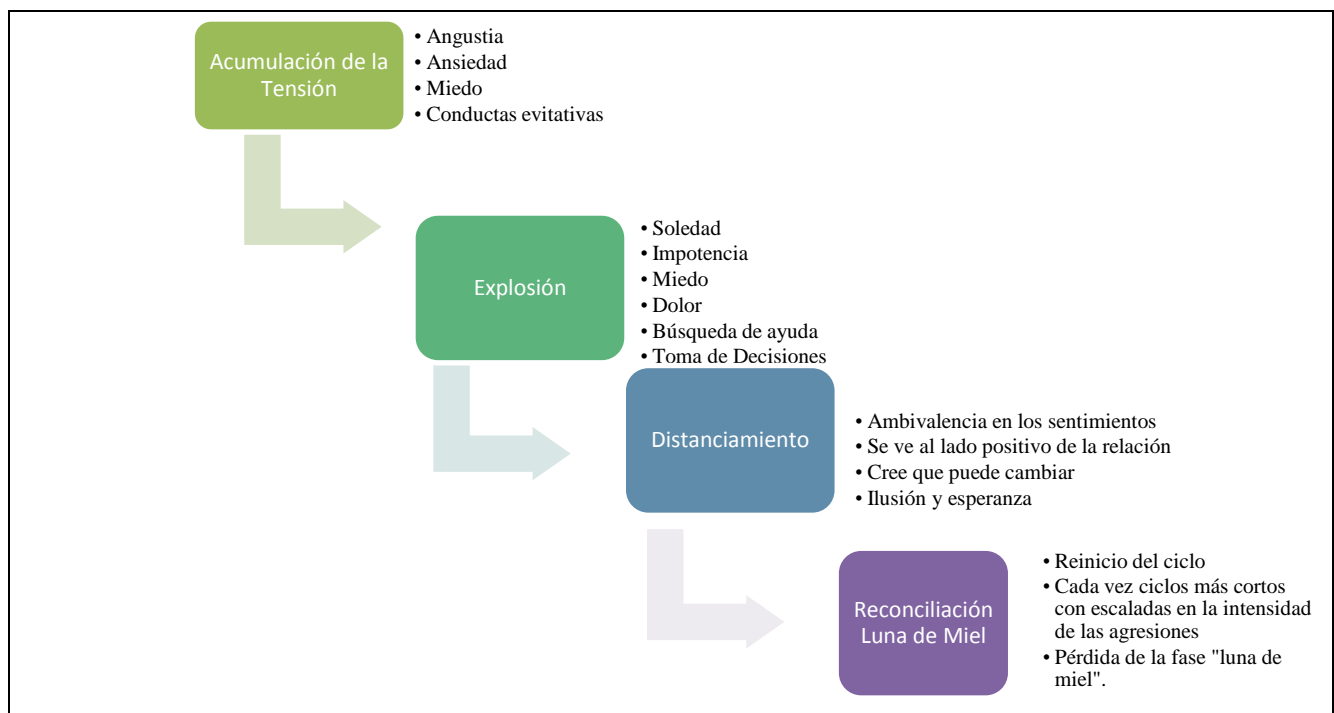 Acumulación de la
Tensión
• Angustia
• Ansiedad
• Miedo
• Conductas evitativas
Explosión
• Soledad
• Impotencia
• Miedo
• Dolor
• Búsqueda de ayuda
• Toma de Decisiones
Distanciamiento
• Ambivalencia en los sentimientos
• Se ve al lado positivo de la relación
• Cree que puede cambiar
• Ilusión y esperanza
Reconciliación
Luna de Miel
• Reinicio del ciclo
• Cada vez ciclos más cortos
con escaladas en la intensidad
de las agresiones
• Pérdida de la fase "luna de
miel".